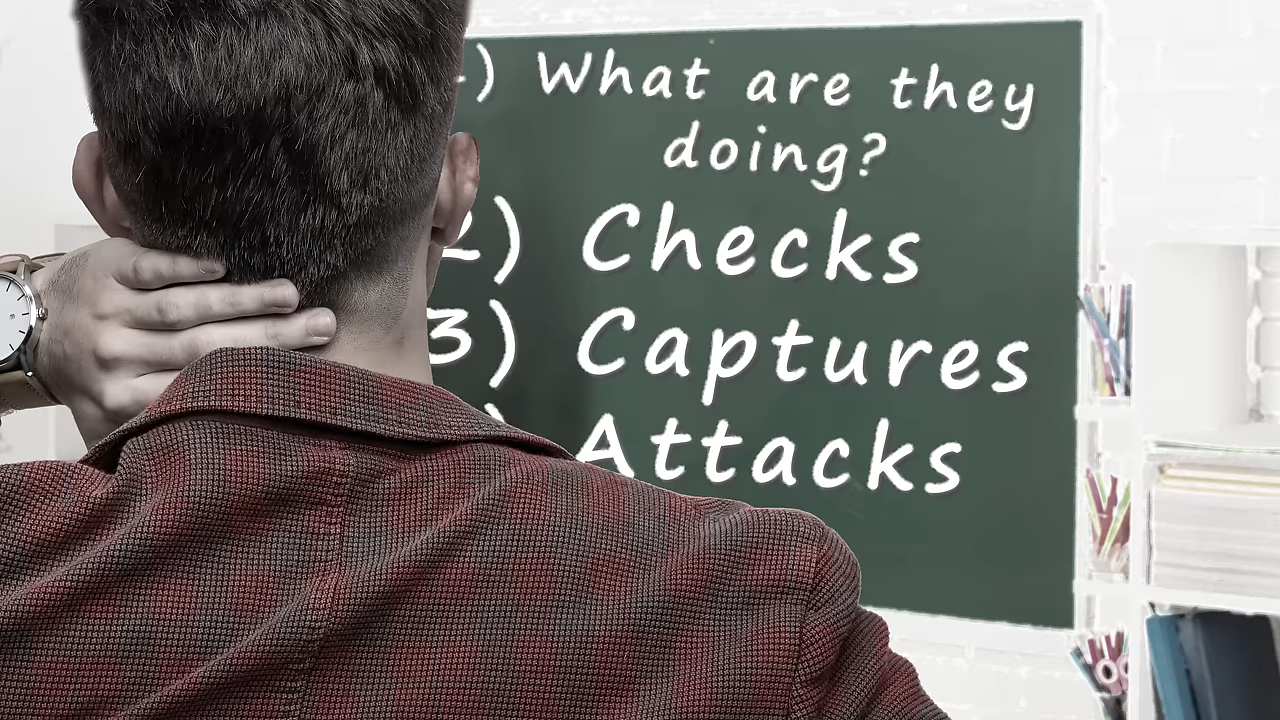 ) What are they
doing?
2) Checks
3) Captures
) Attacks